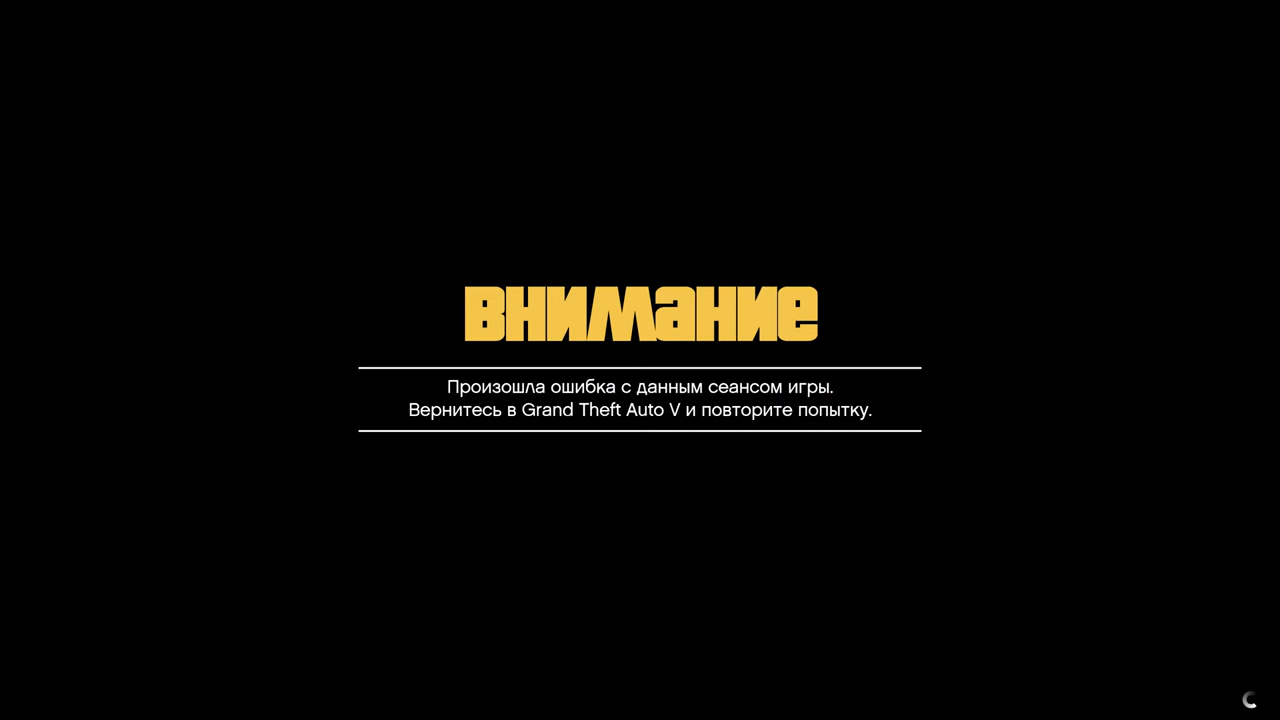 внимание
Произошла ошибка с данным сеансом игры.
Вернитесь в Grand Theft Auto V и повторите попытку.